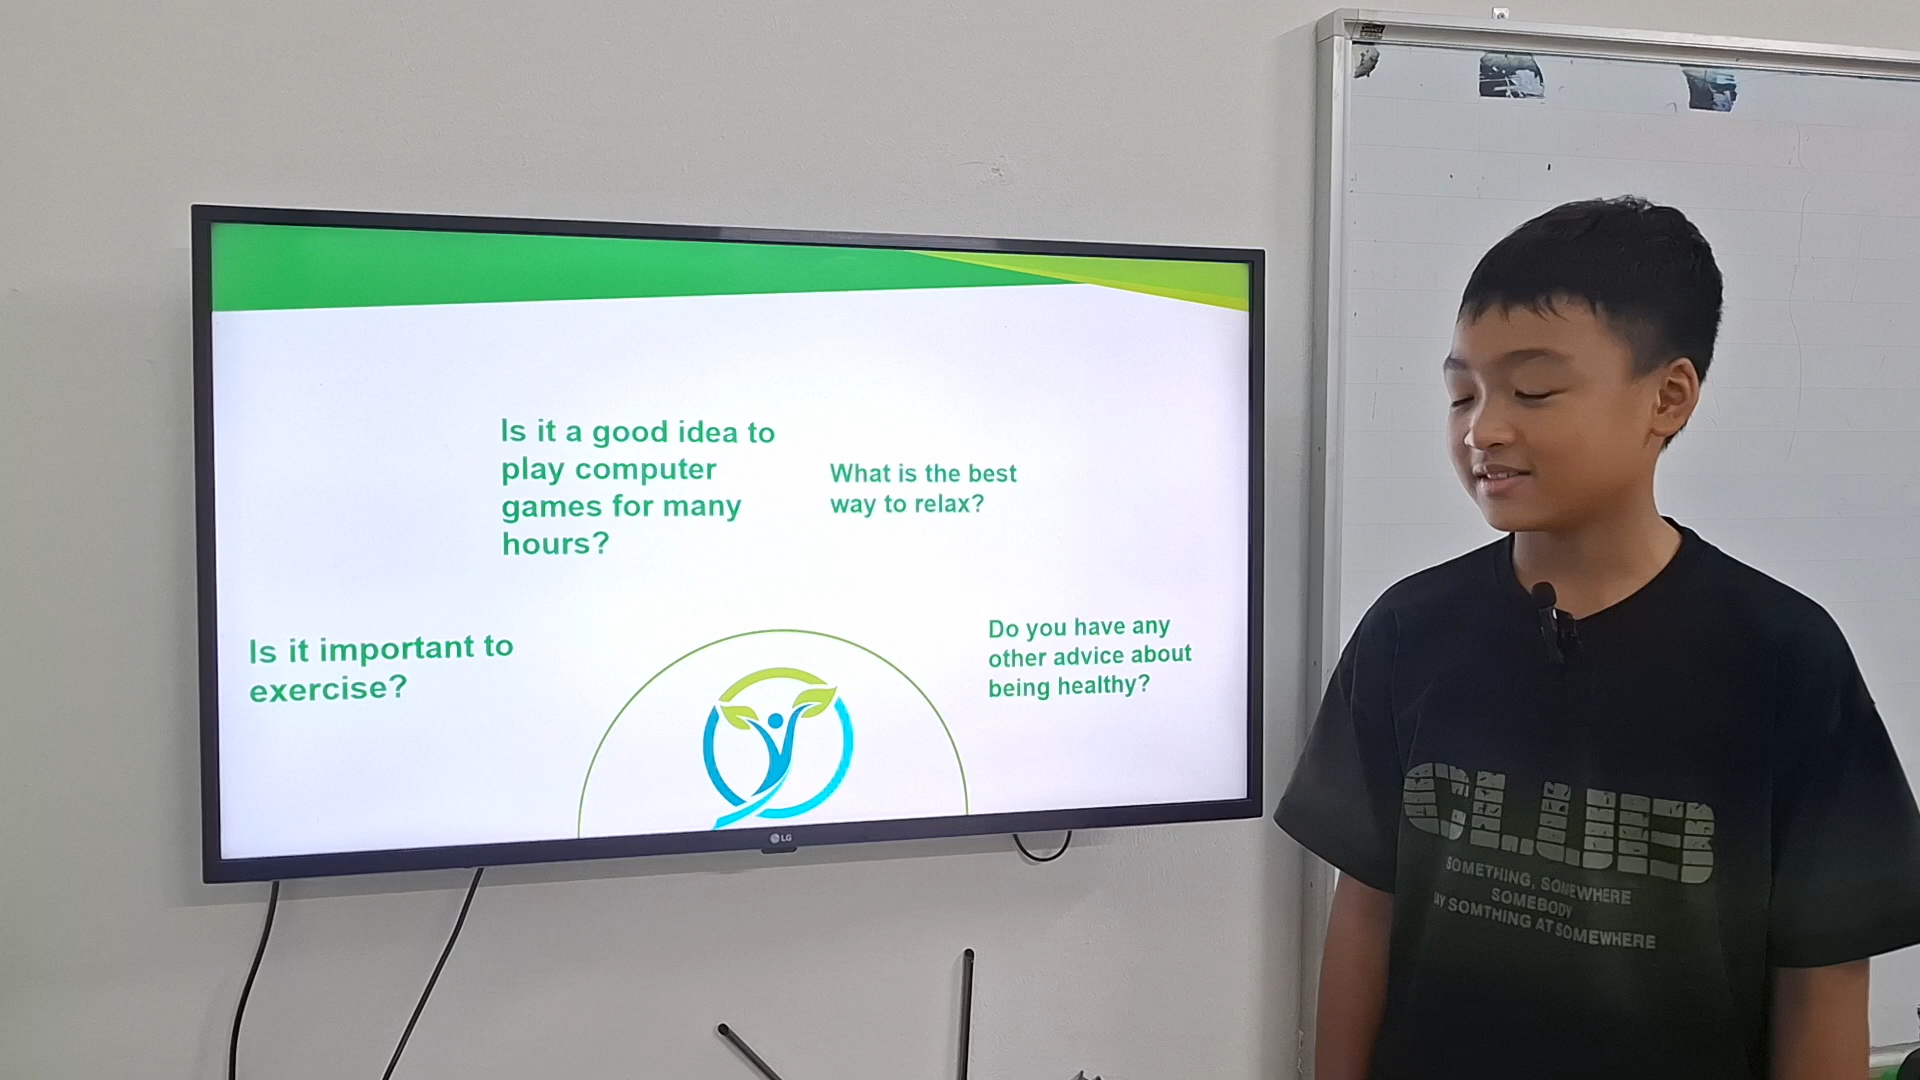 Is it a good idea to
play computer
games for many
hours?
What is the best
way to relax?
Is it important to
exercise?
Do you have any
other advice about
being healthy?
LG
CLUB
SOMETHING, SOMEWHERE
SOMEBODY
SOMTHING AT SOMEWHERE